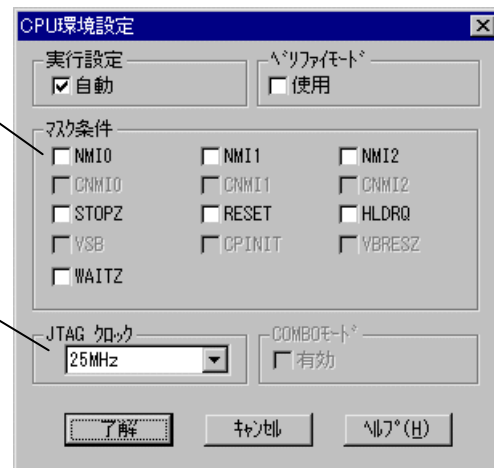 CPU環境設定
実行設定
自動
ﾍﾞﾘﾌｧｲﾓｰﾄﾞ
使用
ﾏｽｸ条件
NMI0 NMI1 NMI2
CNMI0 CNMI1 CNMI2
STOPZ RESET HLDRQ
VSB CPINIT VBRESZ
WAITZ
JTAG ｸﾛｯｸ
25MHz
COMBOﾓｰﾄﾞ
有効
了解 ｷｬﾝｾﾙ ﾍﾙﾌﾟ(H)